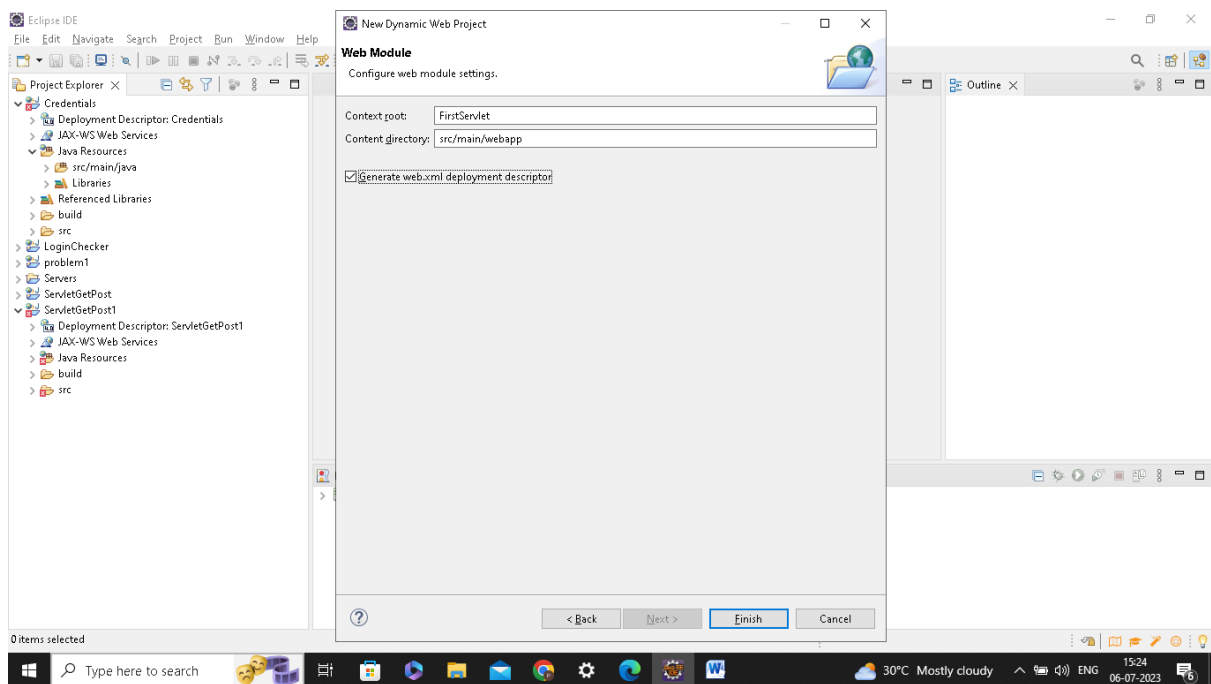 Eclipse IDE
File Edit Navigate Search Project Run Window Help
Project Explorer
Credentials
Deployment Descriptor: Credentials
JAX-WS Web Services
Java Resources
src/main/java
Libraries
Referenced Libraries
build
src
LoginChecker
problem1
Servers
ServletGetPost
ServletGetPost1
Deployment Descriptor: ServletGetPost1
JAX-WS Web Services
Java Resources
build
src
New Dynamic Web Project
Web Module
Configure web module settings.
Context root: FirstServlet
Content directory: src/main/webapp
Generate web.xml deployment descriptor
< Back Next > Finish Cancel
Outline
0 items selected
Type here to search
30°C Mostly cloudy ENG
15:24
06-07-2023
6